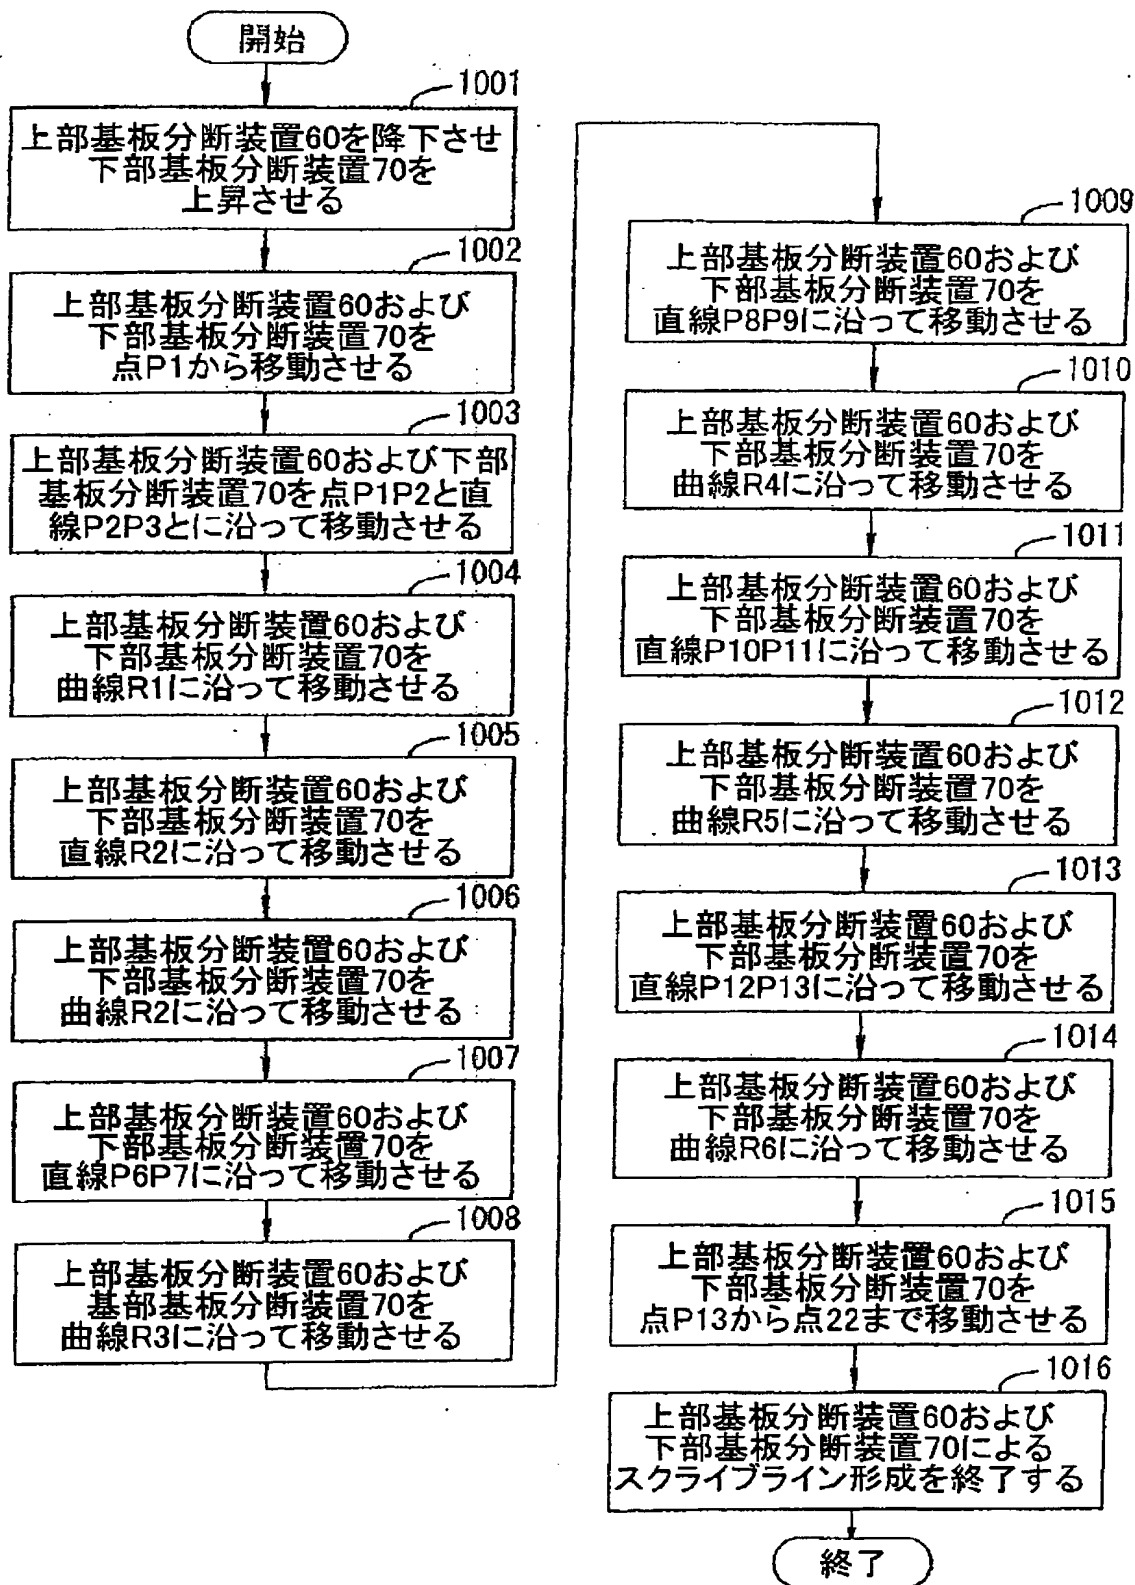 開始
1001
上部基板分断装置60を降下させ
下部基板分断装置70を
上昇させる
1002
上部基板分断装置60および
下部基板分断装置70を
点P1から移動させる
1003
上部基板分断装置60および下部
基板分断装置70を点P1P2と直
線P2P3とに沿って移動させる
1004
上部基板分断装置60および
下部基板分断装置70を
曲線R1に沿って移動させる
1005
上部基板分断装置60および
下部基板分断装置70を
直線R2に沿って移動させる
1006
上部基板分断装置60および
下部基板分断装置70を
曲線R2に沿って移動させる
1007
上部基板分断装置60および
下部基板分断装置70を
直線P6P7に沿って移動させる
1008
上部基板分断装置60および
基部基板分断装置70を
曲線R3に沿って移動させる
1009
上部基板分断装置60および
下部基板分断装置70を
直線P8P9に沿って移動させる
1010
上部基板分断装置60および
下部基板分断装置70を
曲線R4に沿って移動させる
1011
上部基板分断装置60および
下部基板分断装置70を
直線P10P11に沿って移動させる
1012
上部基板分断装置60および
下部基板分断装置70を
曲線R5に沿って移動させる
1013
上部基板分断装置60および
下部基板分断装置70を
直線P12P13に沿って移動させる
1014
上部基板分断装置60および
下部基板分断装置70を
曲線R6に沿って移動させる
1015
上部基板分断装置60および
下部基板分断装置70を
点P13から点22まで移動させる
1016
上部基板分断装置60および
下部基板分断装置70による
スクライブライン形成を終了する
終了